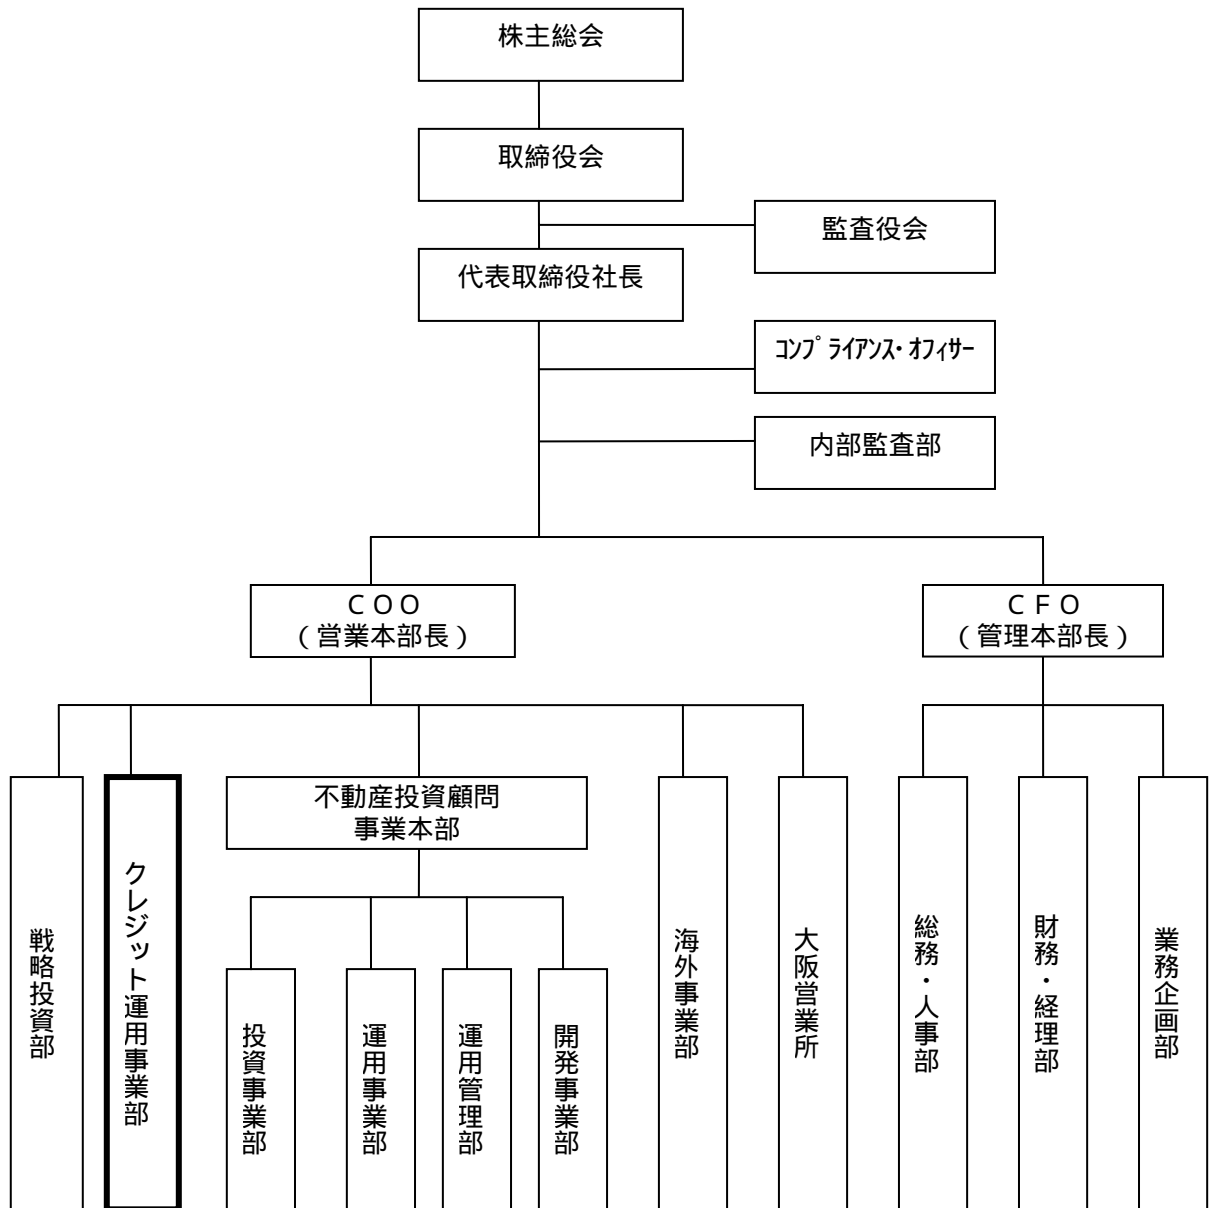 株主総会
取締役会
監査役会
代表取締役社長
ｺﾝﾌﾟﾗｲｱﾝｽ・ｵﾌｨｻｰ
内部監査部
ＣＯＯ
（営業本部長）
ＣＦＯ
（管理本部長）
戦略投資部
クレジット運用事業部
不動産投資顧問
事業本部
投資事業部
運用事業部
運用管理部
開発事業部
海外事業部
大阪営業所
総務・人事部
財務・経理部
業務企画部